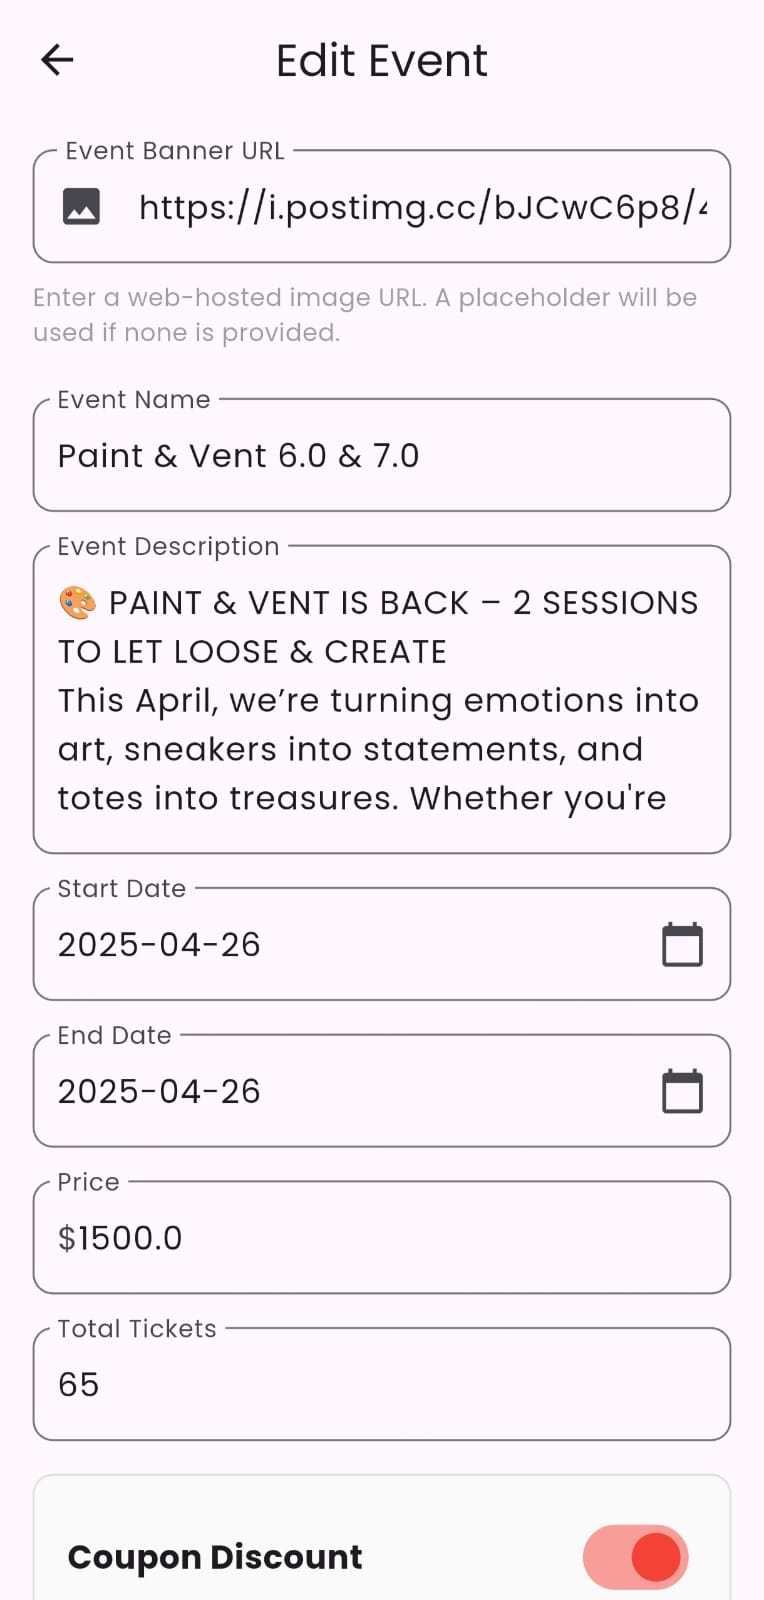 Edit Event
Event Banner URL
https://i.postimg.cc/bJCwC6p8/
Enter a web-hosted image URL. A placeholder will be
used if none is provided.
Event Name
Paint & Vent 6.0 & 7.0
Event Description
🎨 PAINT & VENT IS BACK – 2 SESSIONS
TO LET LOOSE & CREATE
This April, we’re turning emotions into
art, sneakers into statements, and
totes into treasures. Whether you're
Start Date
2025-04-26
End Date
2025-04-26
Price
$1500.0
Total Tickets
65
Coupon Discount